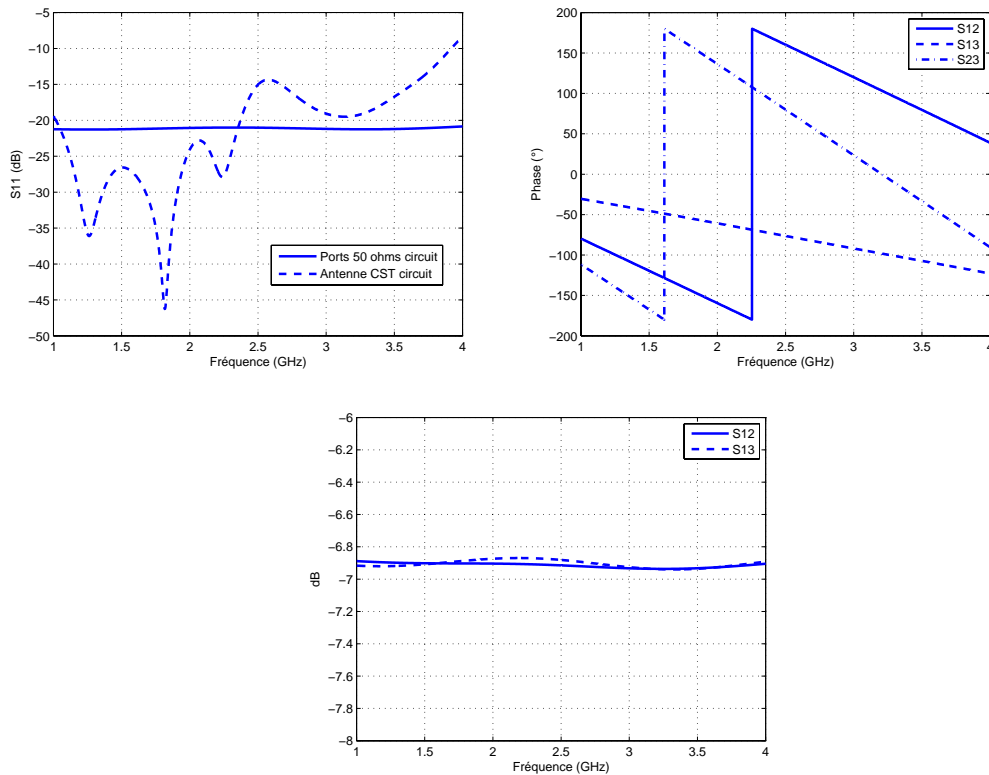 −5
−10
−15
−20
−25
−30
−35
−40
−45
−50
S11 (dB)
Ports 50 ohms circuit
Antenne CST circuit
1 1.5 2 2.5 3 3.5 4
Fréquence (GHz)
200
150
100
50
0
−50
−100
−150
−200
Phase (°)
S12
S13
S23
1 1.5 2 2.5 3 3.5 4
Fréquence (GHz)
−6
−6.2
−6.4
−6.6
−6.8
−7
−7.2
−7.4
−7.6
−7.8
−8
dB
S12
S13
1 1.5 2 2.5 3 3.5 4
Fréquence (GHz)